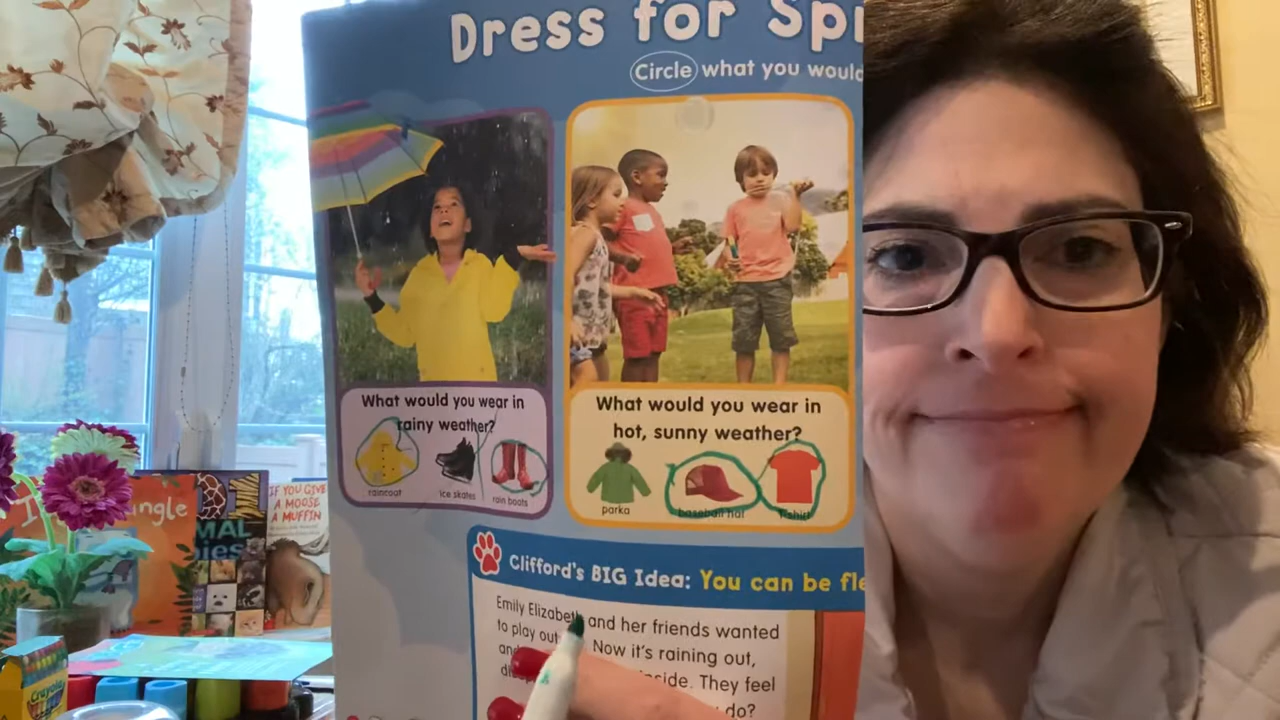 Dress for Sp
Circle what you would
What would you wear in
rainy weather?
raincoat
ice skates
rain boots
What would you wear in
hot, sunny weather?
parka
baseball hat
T-shirt
Clifford's BIG Idea: You can be fle
Emily Elizabeth and her friends wanted
to play out Now it's raining out,
and side. They feel
do?
IF YOU GIVE
A MOOSE
A MUFFIN
Crayola